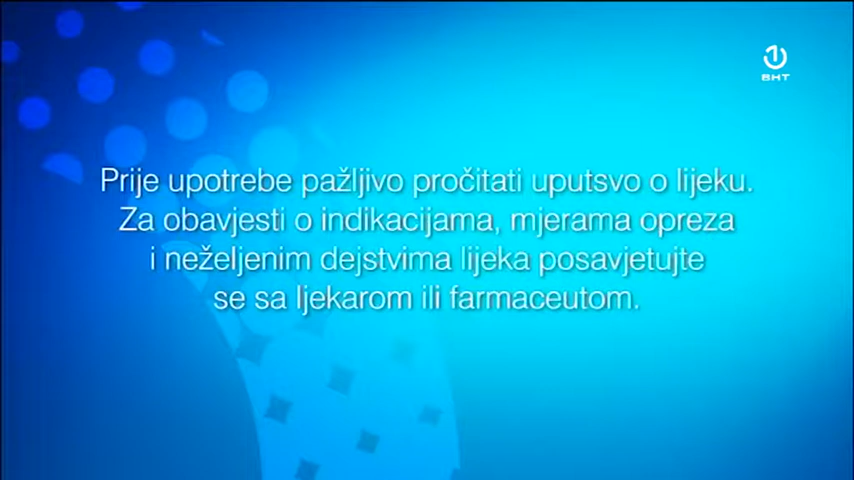 1
BHT
Prije upotrebe pažljivo pročitati uputsvo o lijeku.
Za obavjesti o indikacijama, mjerama opreza
i neželjenim dejstvima lijeka posavjetujte
se sa ljekarom ili farmaceutom.